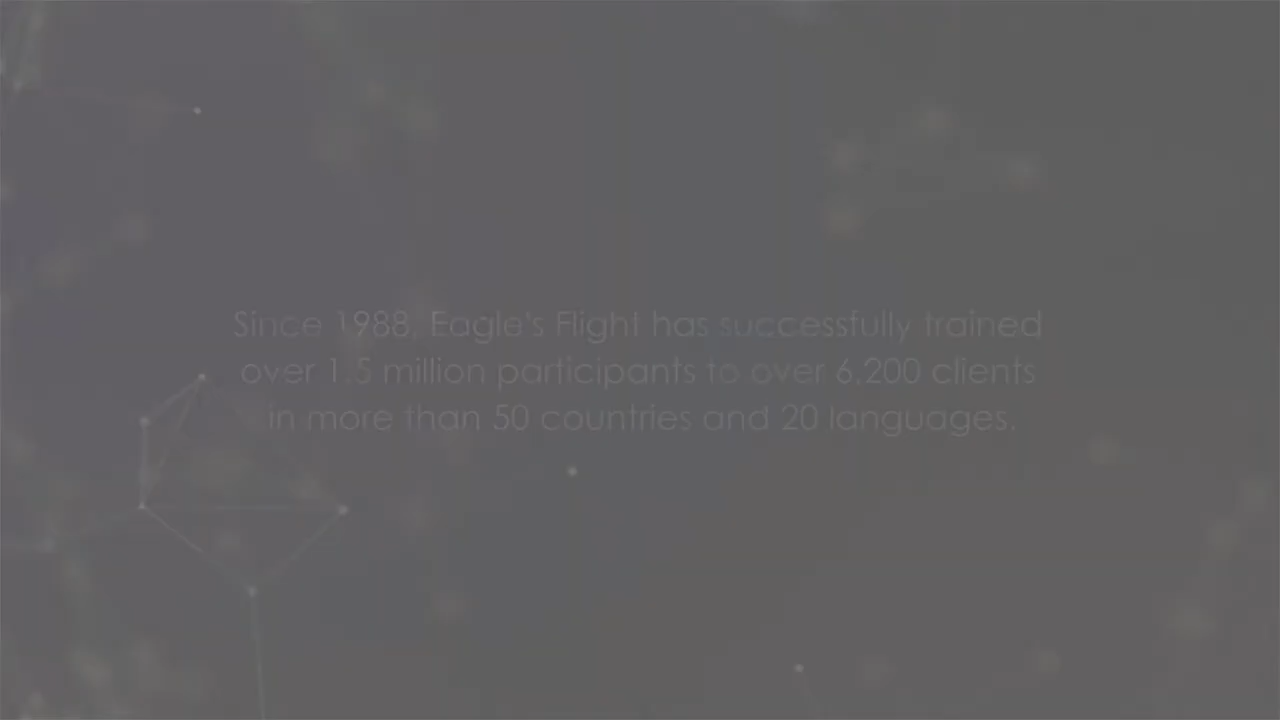 Since 1988, Eagle's Flight has successfully trained
over 1.5 million participants to over 6,200 clients
in more than 50 countries and 20 languages.